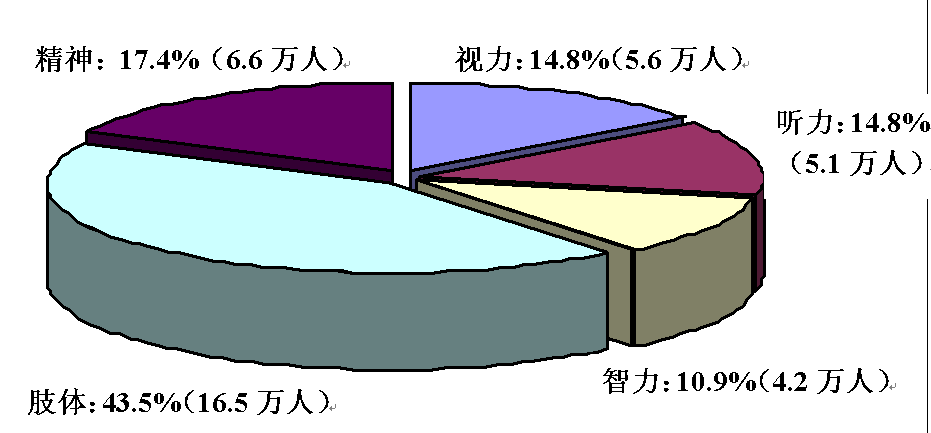 精神：17.4%（6.6 万人）
视力：14.8%（5.6 万人）
听力：14.8%
（5.1 万人）
智力：10.9%（4.2 万人）
肢体：43.5%（16.5 万人）